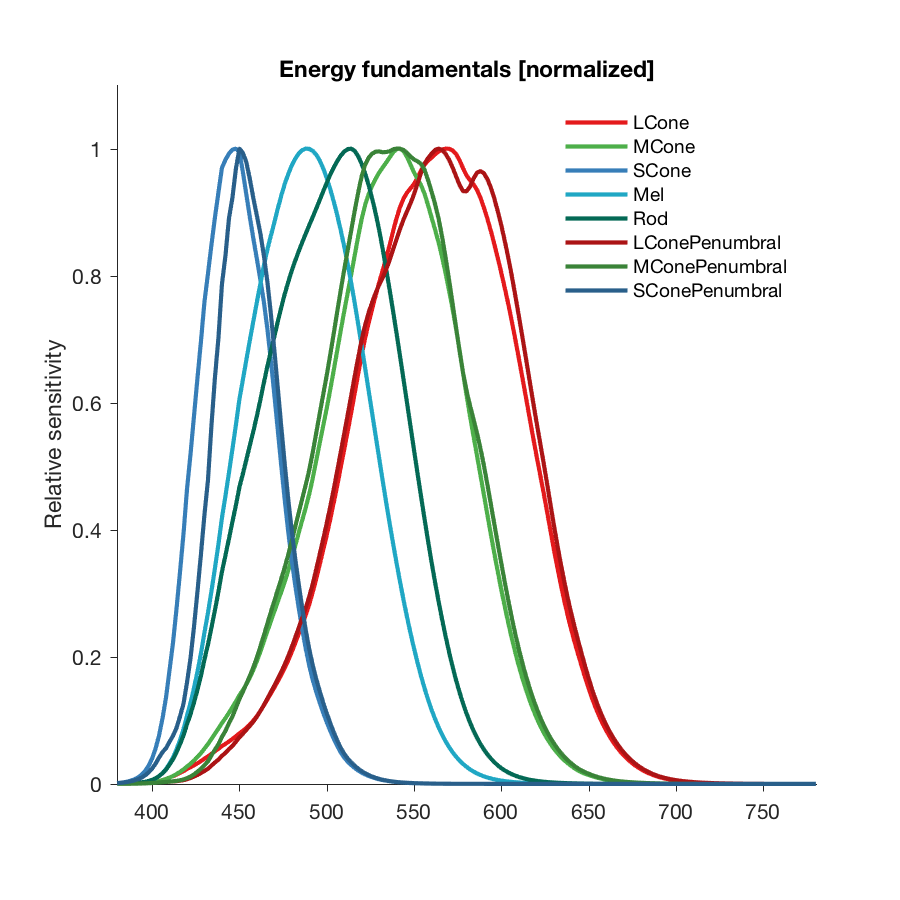 Energy fundamentals [normalized]
LCone
MCone
SCone
Mel
Rod
LConePenumbral
MConePenumbral
SConePenumbral
Relative sensitivity
1
0.8
0.6
0.4
0.2
0
400 450 500 550 600 650 700 750